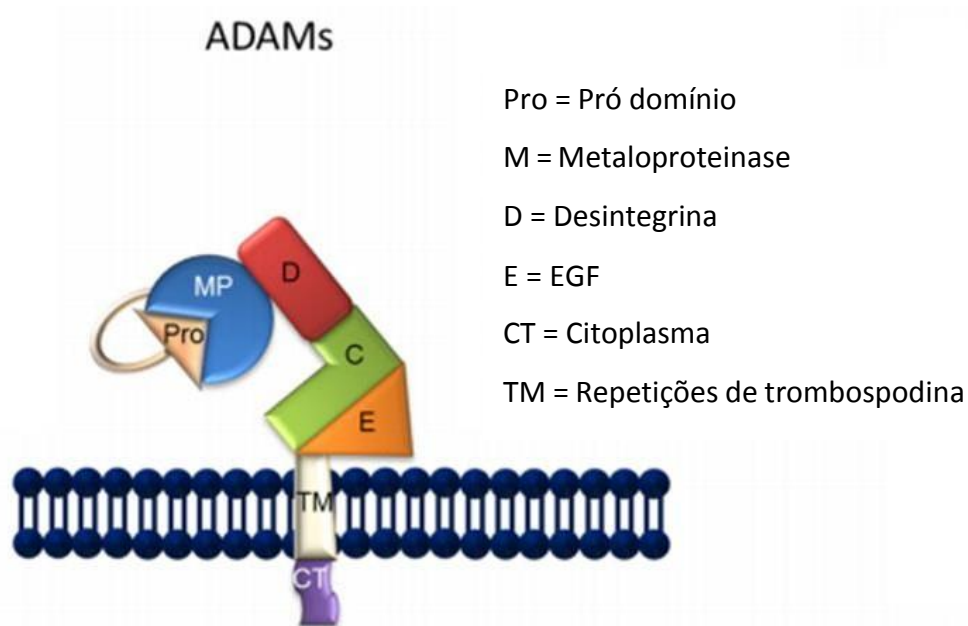 ADAMs
Pro = Pró domínio
M = Metaloproteinase
D = Desintegrina
E = EGF
CT = Citoplasma
TM = Repetições de trombospodina
D
MP
Pro
C
E
TM
CT